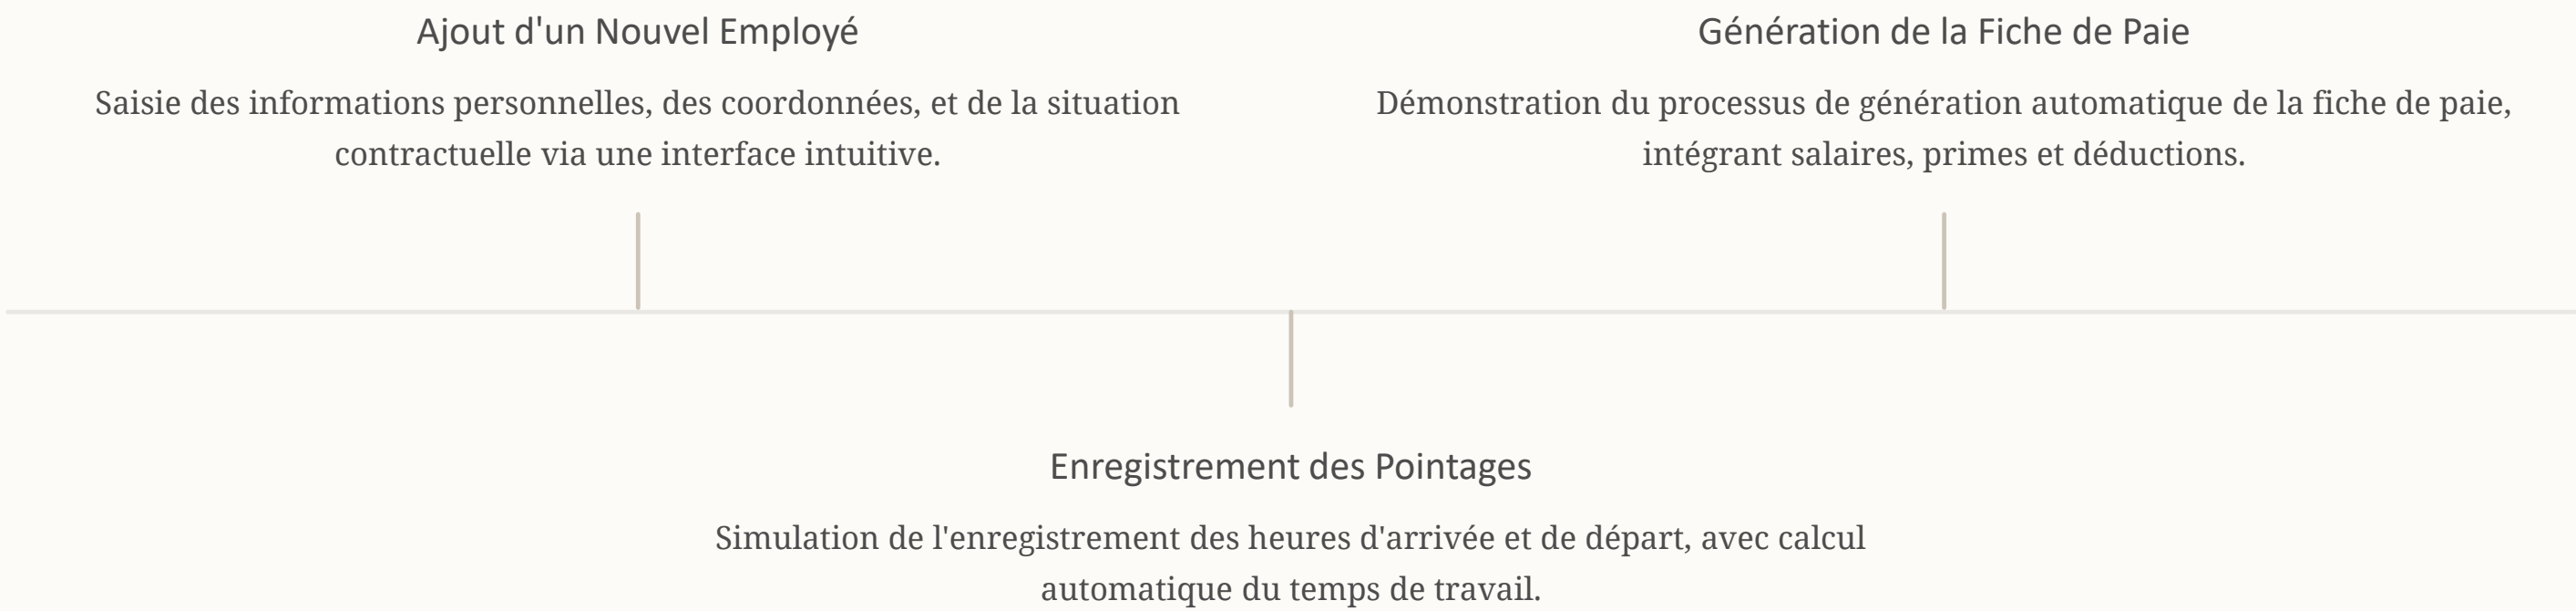 Ajout d'un Nouvel Employé
Saisie des informations personnelles, des coordonnées, et de la situation
contractuelle via une interface intuitive.
Génération de la Fiche de Paie
Démonstration du processus de génération automatique de la fiche de paie,
intégrant salaires, primes et déductions.
Enregistrement des Pointages
Simulation de l'enregistrement des heures d'arrivée et de départ, avec calcul
automatique du temps de travail.